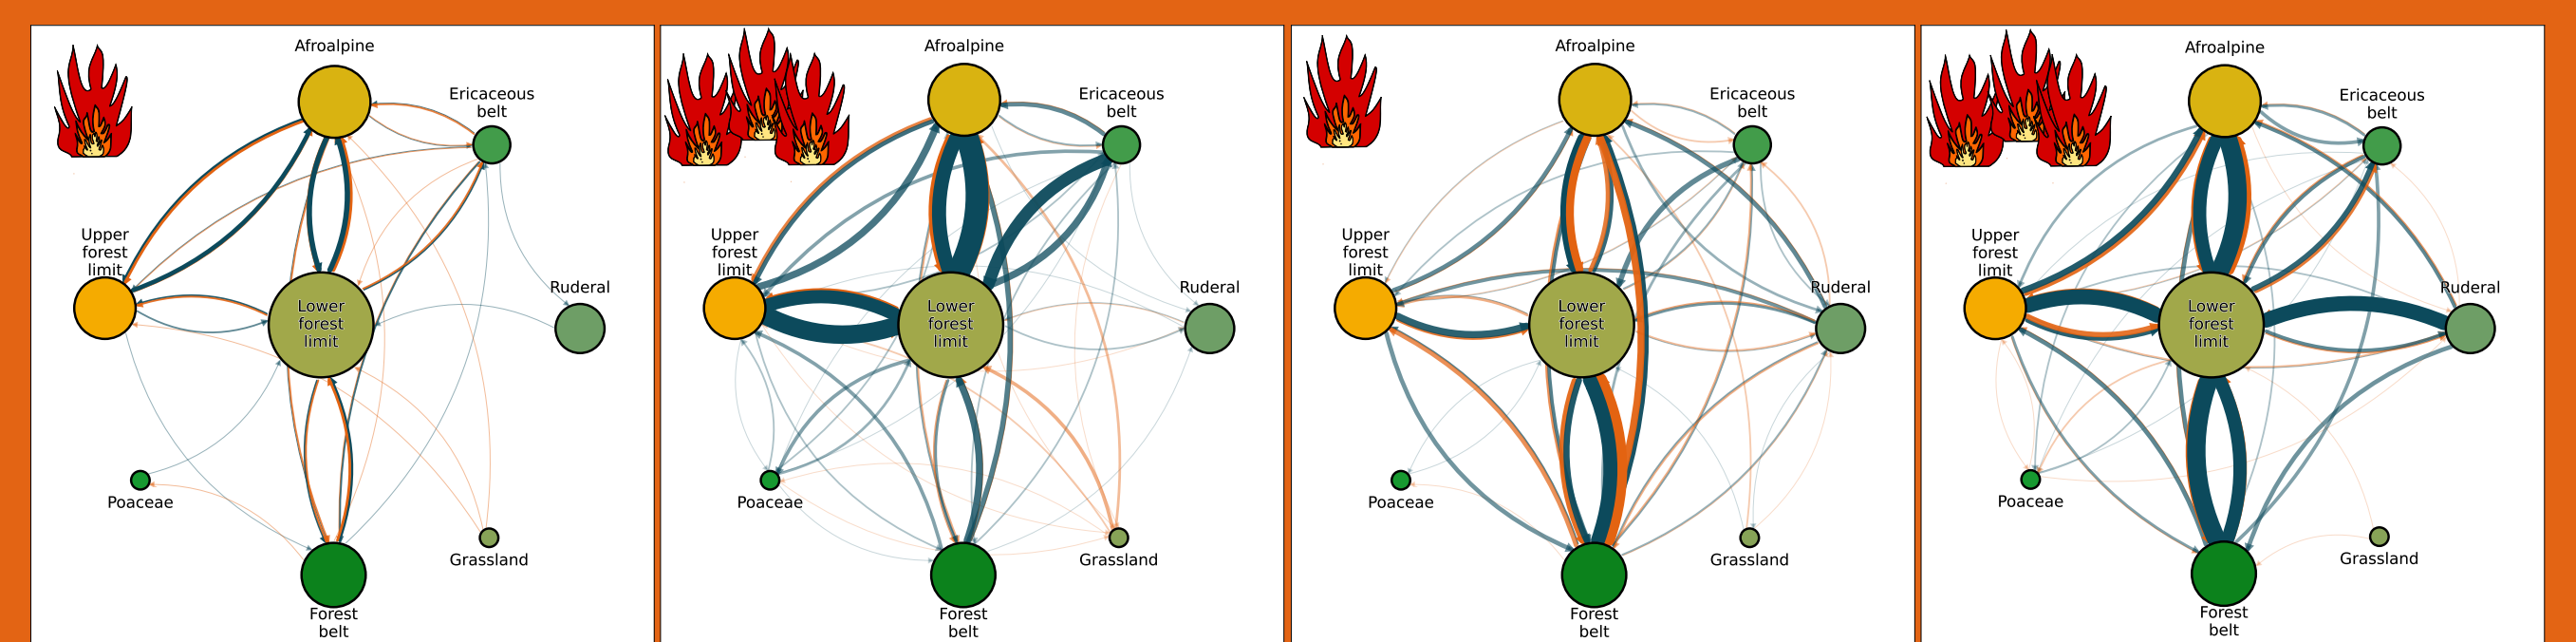 Afroalpine
Ericaceous
belt
Upper
forest
limit
Ruderal
Lower
forest
limit
Poaceae
Grassland
Forest
belt
Afroalpine
Ericaceous
belt
Upper
forest
limit
Ruderal
Lower
forest
limit
Poaceae
Grassland
Forest
belt
Afroalpine
Ericaceous
belt
Upper
forest
limit
Ruderal
Lower
forest
limit
Poaceae
Grassland
Forest
belt
Afroalpine
Ericaceous
belt
Upper
forest
limit
Ruderal
Lower
forest
limit
Poaceae
Grassland
Forest
belt